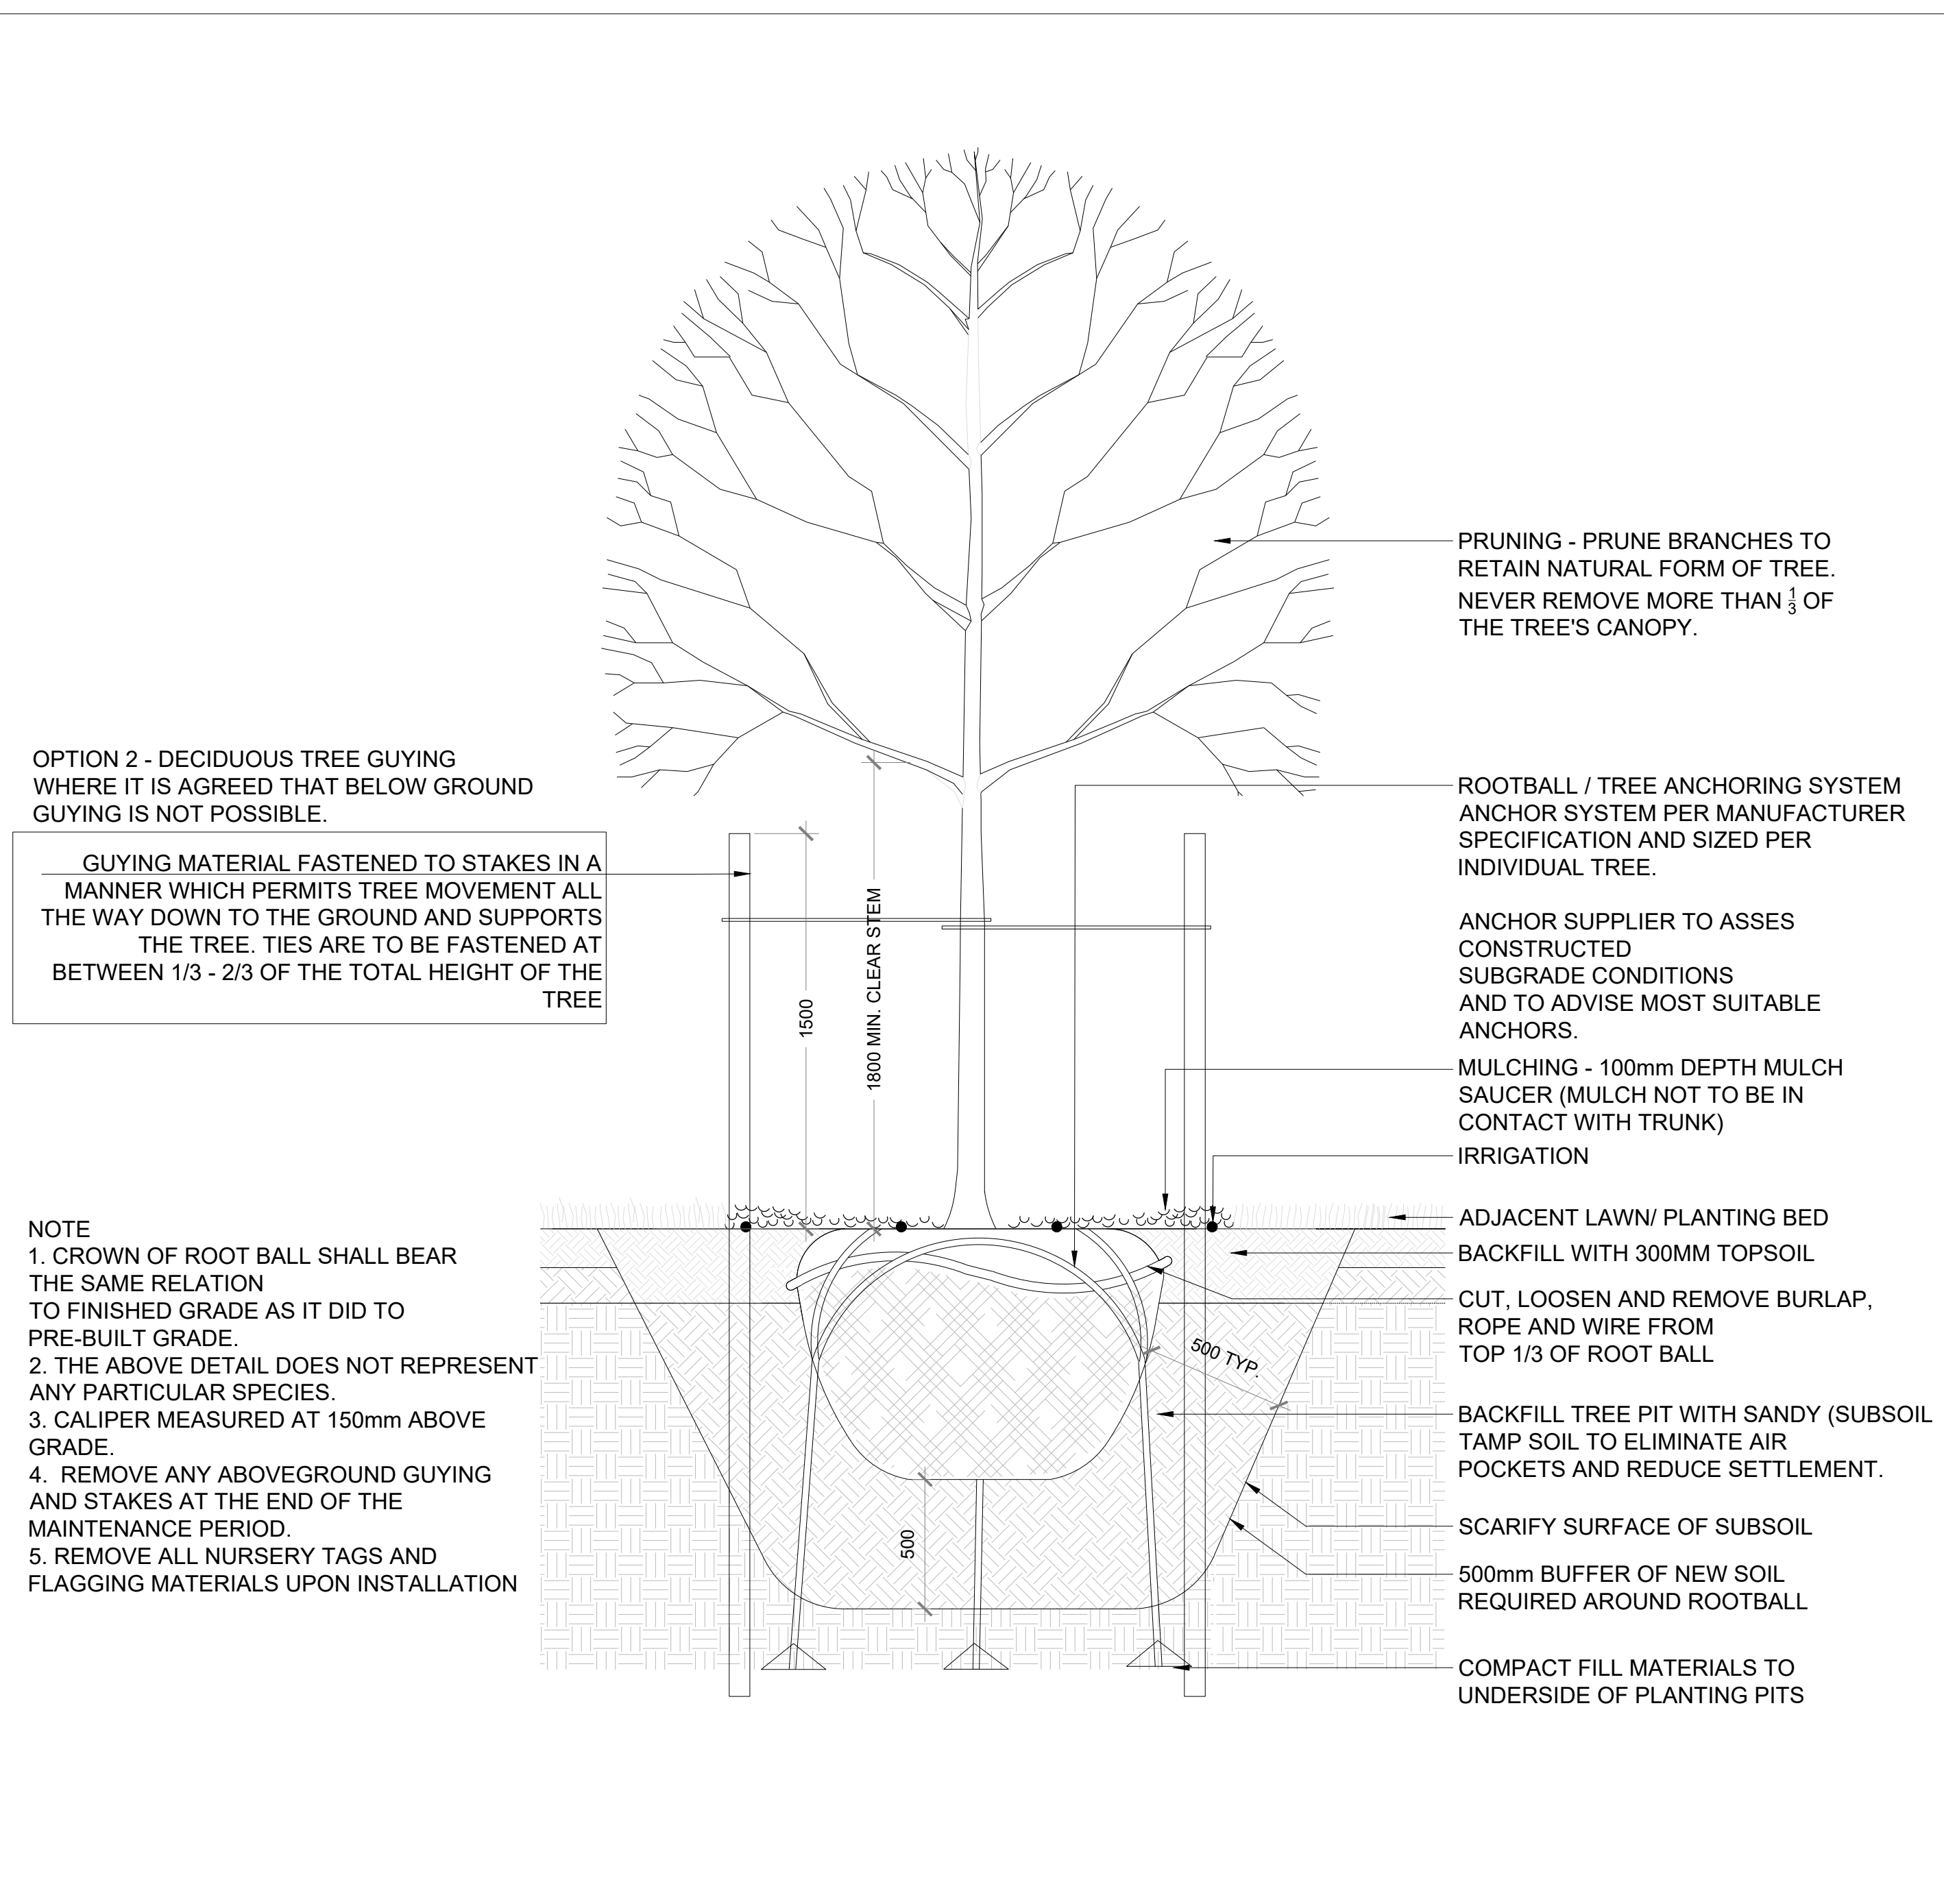 PRUNING - PRUNE BRANCHES TO
RETAIN NATURAL FORM OF TREE.
NEVER REMOVE MORE THAN 1/3 OF
THE TREE'S CANOPY.
OPTION 2 - DECIDUOUS TREE GUYING
WHERE IT IS AGREED THAT BELOW GROUND
GUYING IS NOT POSSIBLE.
GUYING MATERIAL FASTENED TO STAKES IN A
MANNER WHICH PERMITS TREE MOVEMENT ALL
THE WAY DOWN TO THE GROUND AND SUPPORTS
THE TREE. TIES ARE TO BE FASTENED AT
BETWEEN 1/3 - 2/3 OF THE TOTAL HEIGHT OF THE
TREE
1500
1800 MIN. CLEAR STEM
ROOTBALL / TREE ANCHORING SYSTEM
ANCHOR SYSTEM PER MANUFACTURER
SPECIFICATION AND SIZED PER
INDIVIDUAL TREE.
ANCHOR SUPPLIER TO ASSES
CONSTRUCTED
SUBGRADE CONDITIONS
AND TO ADVISE MOST SUITABLE
ANCHORS.
MULCHING - 100mm DEPTH MULCH
SAUCER (MULCH NOT TO BE IN
CONTACT WITH TRUNK)
IRRIGATION
ADJACENT LAWN/ PLANTING BED
BACKFILL WITH 300MM TOPSOIL
CUT, LOOSEN AND REMOVE BURLAP,
ROPE AND WIRE FROM
TOP 1/3 OF ROOT BALL
500 TYP.
BACKFILL TREE PIT WITH SANDY (SUBSOIL
TAMP SOIL TO ELIMINATE AIR
POCKETS AND REDUCE SETTLEMENT.
SCARIFY SURFACE OF SUBSOIL
500
500mm BUFFER OF NEW SOIL
REQUIRED AROUND ROOTBALL
COMPACT FILL MATERIALS TO
UNDERSIDE OF PLANTING PITS
NOTE
1. CROWN OF ROOT BALL SHALL BEAR
THE SAME RELATION
TO FINISHED GRADE AS IT DID TO
PRE-BUILT GRADE.
2. THE ABOVE DETAIL DOES NOT REPRESENT
ANY PARTICULAR SPECIES.
3. CALIPER MEASURED AT 150mm ABOVE
GRADE.
4.  REMOVE ANY ABOVEGROUND GUYING
AND STAKES AT THE END OF THE
MAINTENANCE PERIOD.
5. REMOVE ALL NURSERY TAGS AND
FLAGGING MATERIALS UPON INSTALLATION